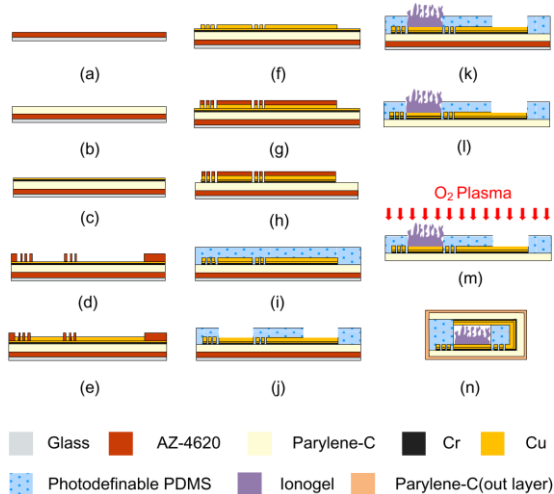 (a)
(b)
(c)
(d)
(e)
(f)
(g)
(h)
(i)
(j)
(k)
(l)
O2 Plasma
(m)
(n)
Glass AZ-4620 Parylene-C Cr Cu
Photodefinable PDMS Ionogel Parylene-C(out layer)